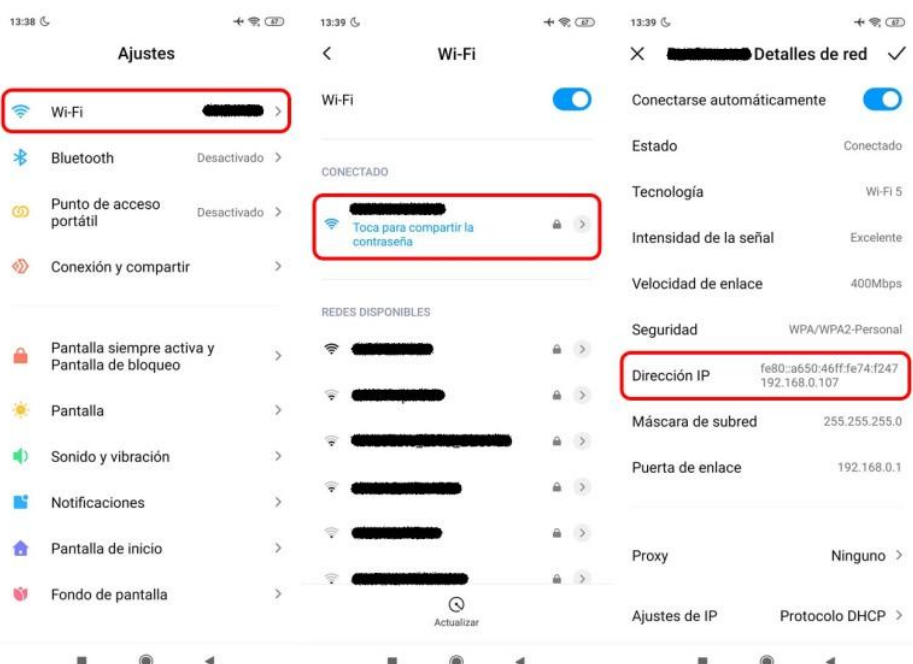 13:38
67
Ajustes
Wi-Fi
Bluetooth
Desactivado
Punto de acceso
portátil
Desactivado
Conexión y compartir
Pantalla siempre activa y
Pantalla de bloqueo
Pantalla
Sonido y vibración
Notificaciones
Pantalla de inicio
Fondo de pantalla
13:39
67
Wi-Fi
Wi-Fi
CONECTADO
Toca para compartir la
contraseña
REDES DISPONIBLES
Actualizar
13:39
67
Detalles de red
Conectarse automáticamente
Estado
Conectado
Tecnología
Wi-Fi 5
Intensidad de la señal
Excelente
Velocidad de enlace
400Mbps
Seguridad
WPA/WPA2-Personal
Dirección IP
fe80::a650:46ff:fe74:f247
192.168.0.107
Máscara de subred
255.255.255.0
Puerta de enlace
192.168.0.1
Proxy
Ninguno
Ajustes de IP
Protocolo DHCP